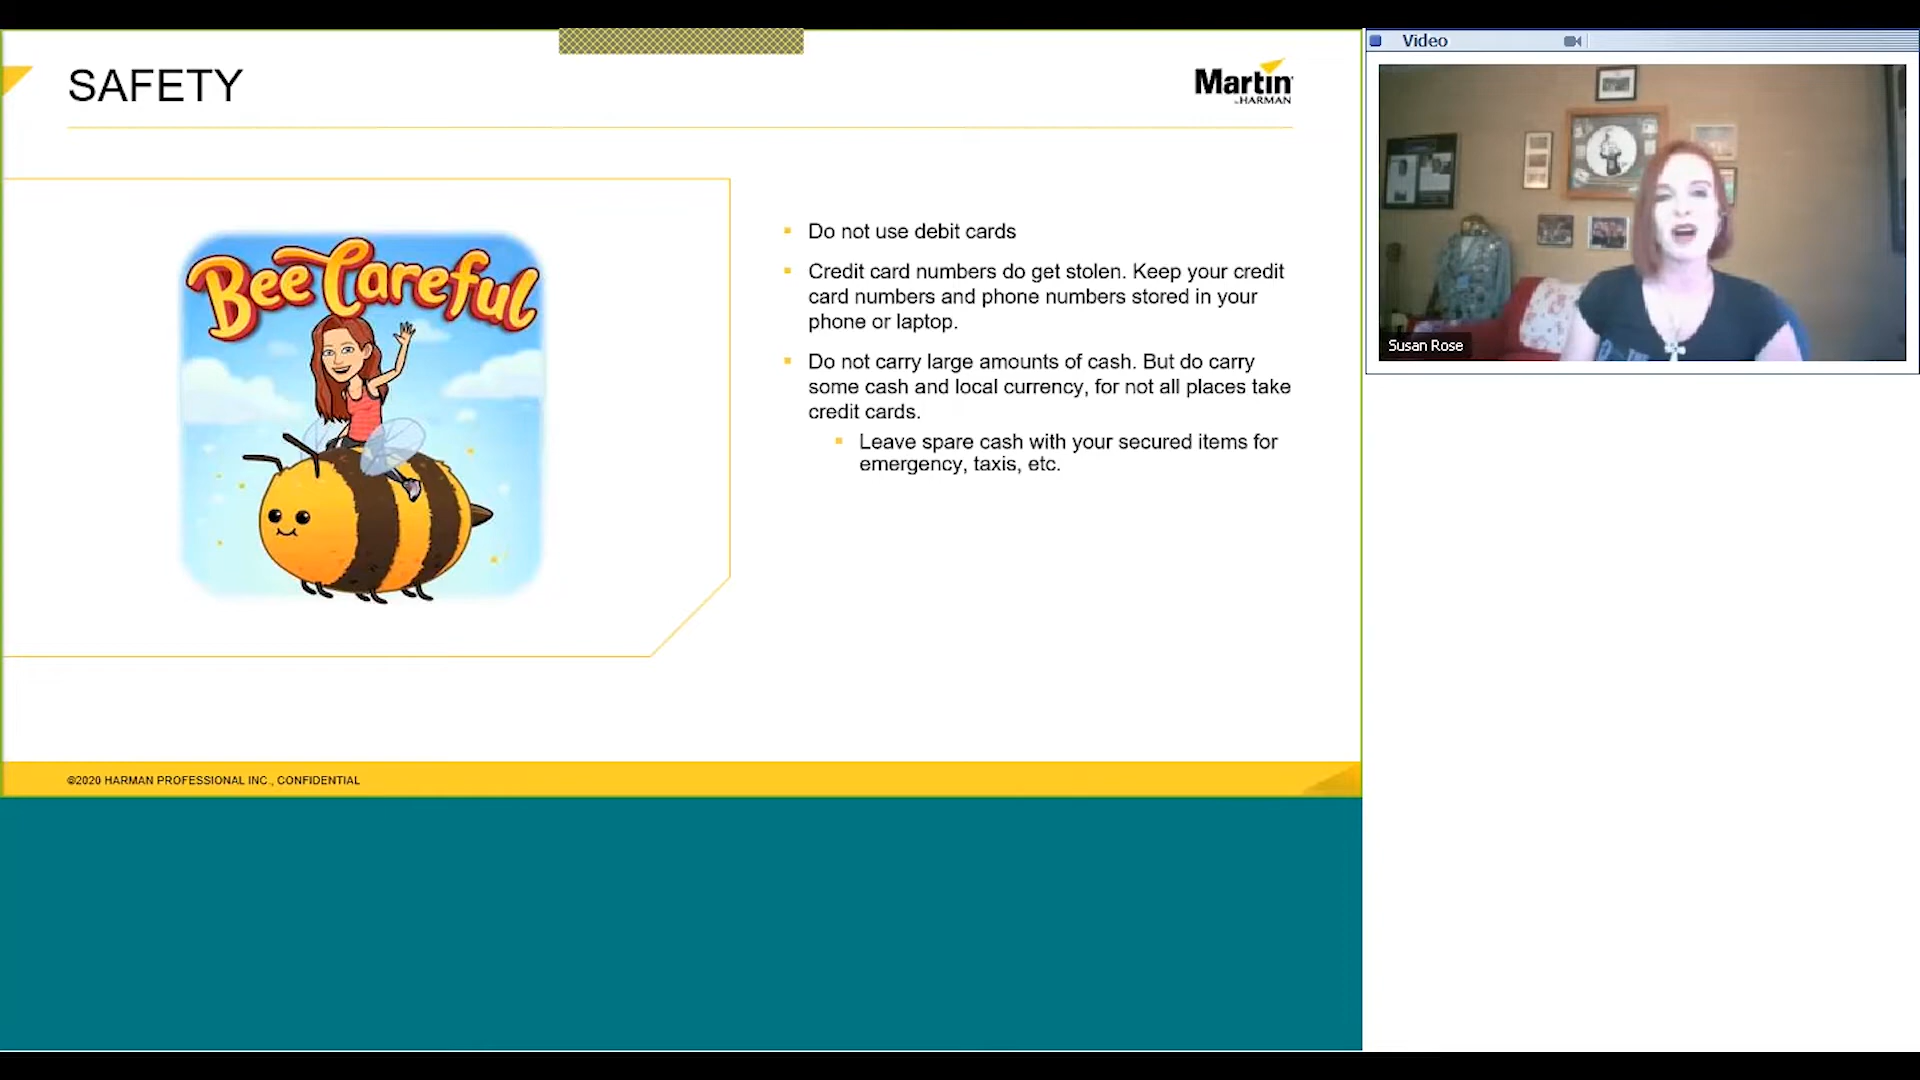 SAFETY
Martin
by HARMAN
Bee Careful
Do not use debit cards
Credit card numbers do get stolen. Keep your credit
card numbers and phone numbers stored in your
phone or laptop.
Do not carry large amounts of cash. But do carry
some cash and local currency, for not all places take
credit cards.
Leave spare cash with your secured items for
emergency, taxis, etc.
©2020 HARMAN PROFESSIONAL INC., CONFIDENTIAL
Video
Susan Rose